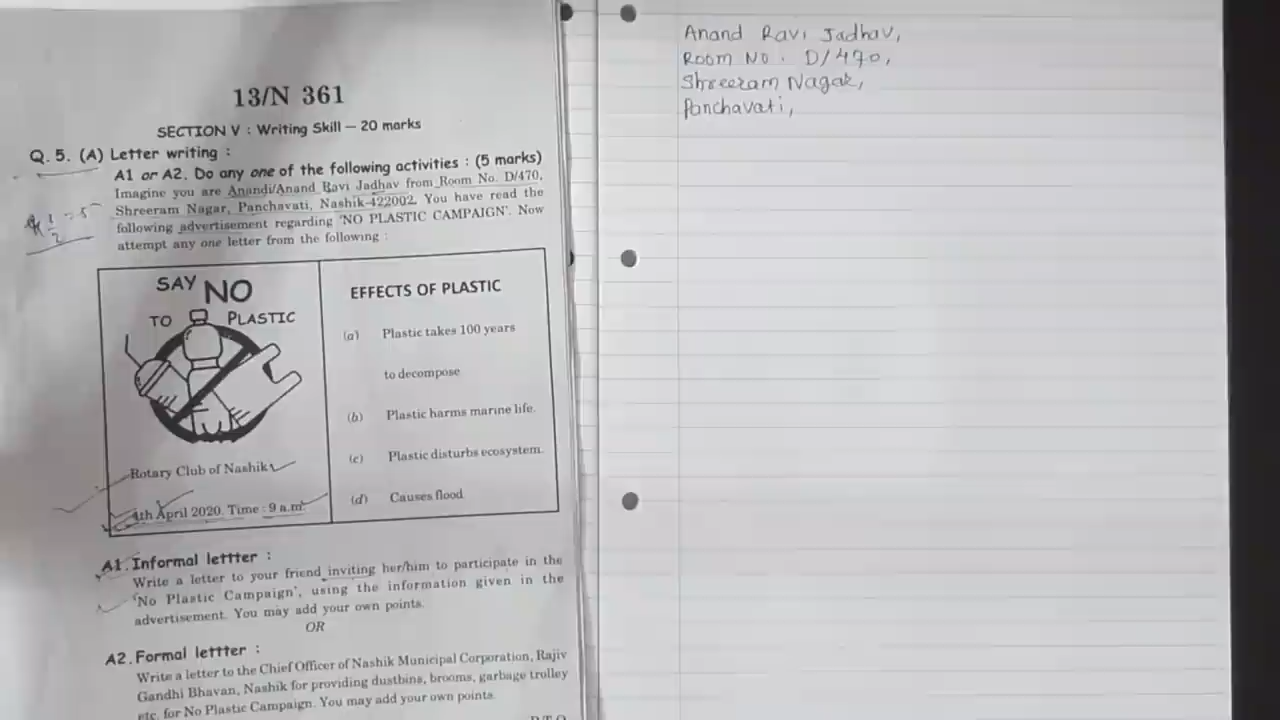 13/N 361
SECTION V : Writing Skill – 20 marks
Q. 5. (A) Letter writing :
A1 or A2. Do any one of the following activities : (5 marks)
Imagine you are Anandi/Anand Ravi Jadhav from Room No. D/470,
Shreeram Nagar, Panchavati, Nashik-422002. You have read the
following advertisement regarding 'NO PLASTIC CAMPAIGN'. Now
attempt any one letter from the following :
SAY NO
TO PLASTIC
Rotary Club of Nashik
4th April 2020. Time : 9 a.m.
EFFECTS OF PLASTIC
(a) Plastic takes 100 years
to decompose
(b) Plastic harms marine life.
(c) Plastic disturbs ecosystem.
(d) Causes flood
A1. Informal lettter :
Write a letter to your friend inviting her/him to participate in the
'No Plastic Campaign', using the information given in the
advertisement. You may add your own points.
OR
A2. Formal lettter :
Write a letter to the Chief Officer of Nashik Municipal Corporation, Rajiv
Gandhi Bhavan, Nashik for providing dustbins, brooms, garbage trolley
etc. for No Plastic Campaign. You may add your own points.
P.T.O.
Anand Ravi Jadhav,
Room No. D/470,
Shreeram Nagar,
Panchavati,